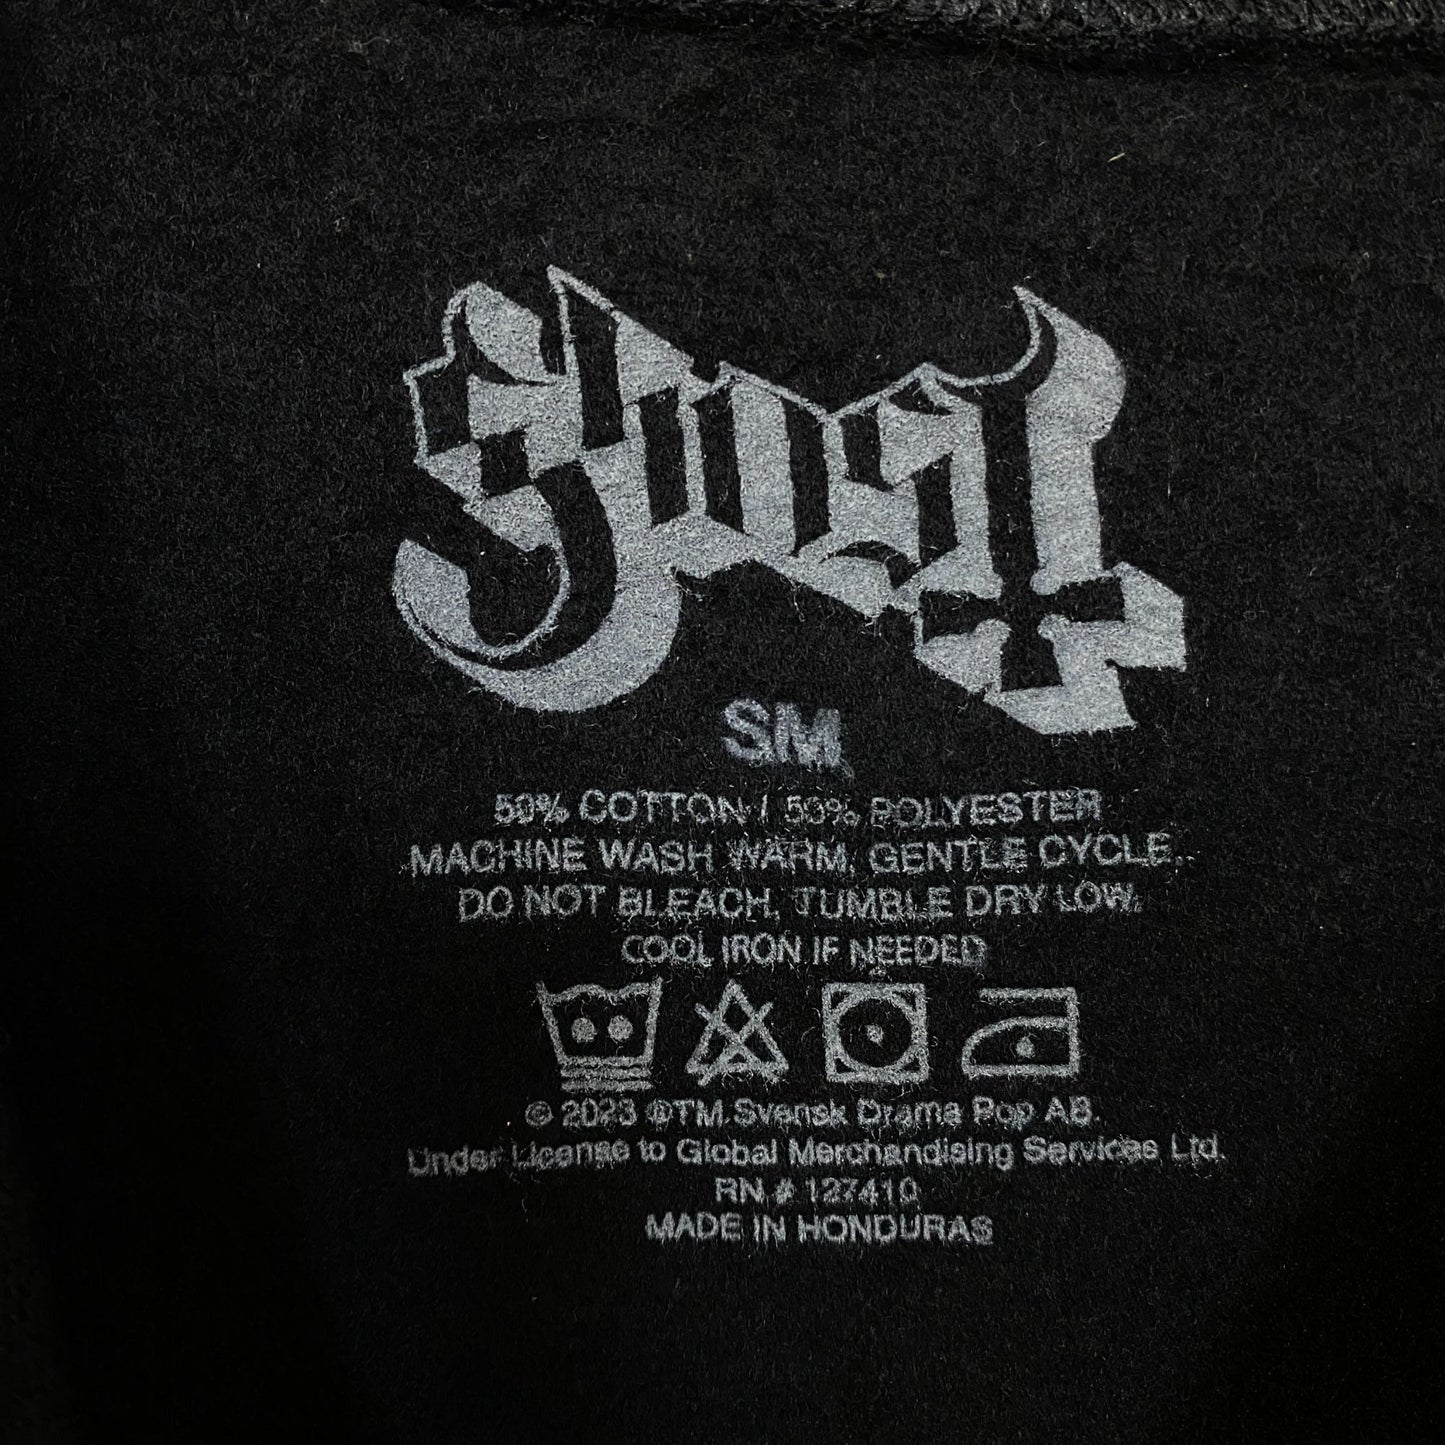 Ghost
SM
50% COTTON / 50% POLYESTER
MACHINE WASH WARM, GENTLE CYCLE.
DO NOT BLEACH. TUMBLE DRY LOW.
COOL IRON IF NEEDED
© 2023 ®TM Svensk Drama Pop AB.
Under License to Global Merchandising Services Ltd.
RN # 127410
MADE IN HONDURAS